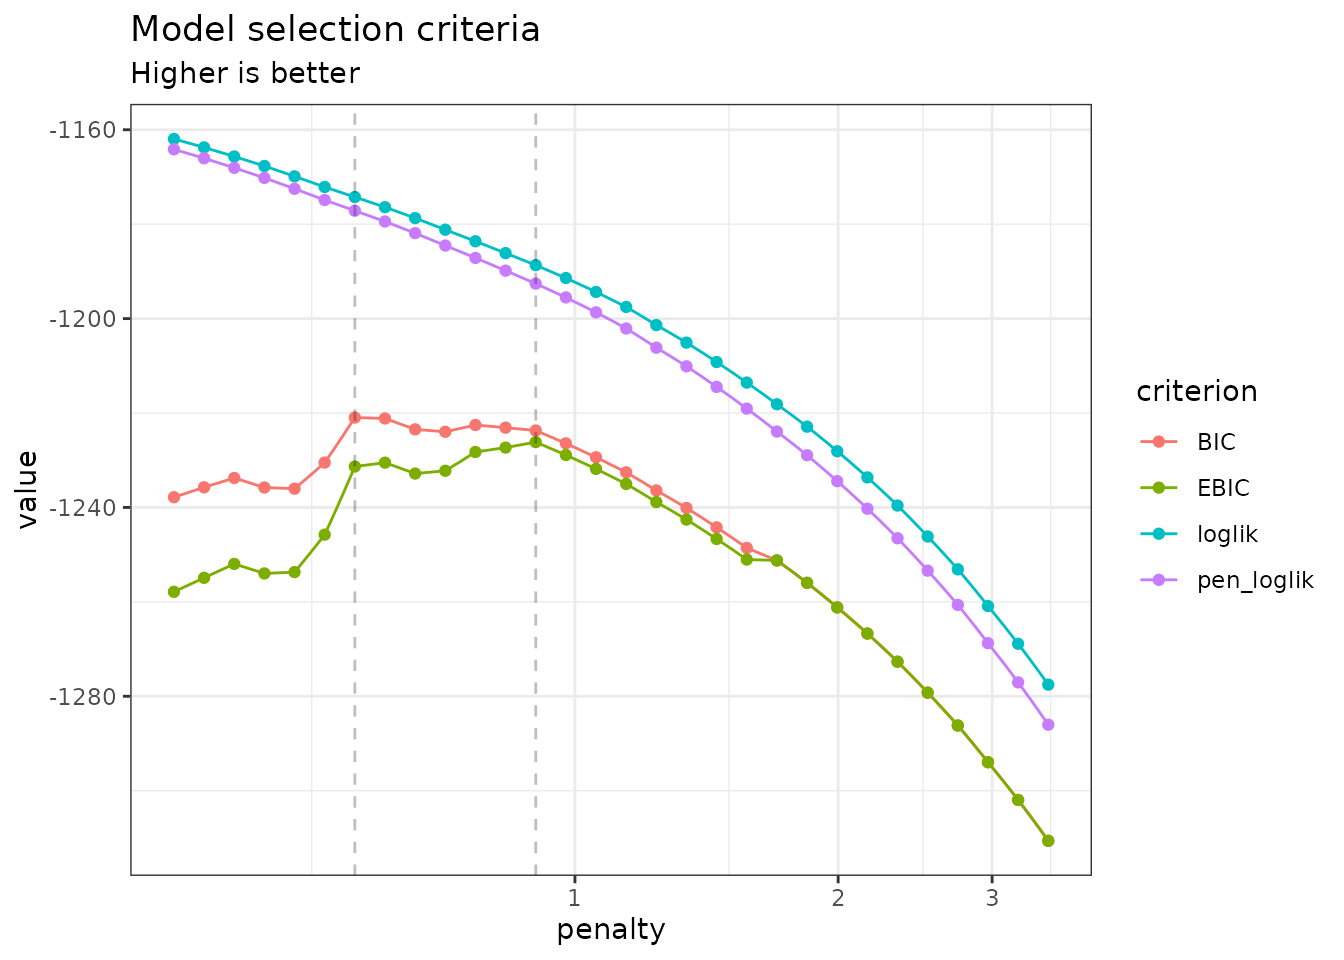 Model selection criteria
Higher is better
-1160
-1200
-1240
-1280
value
1
2
3
penalty
criterion
BIC
EBIC
loglik
pen_loglik